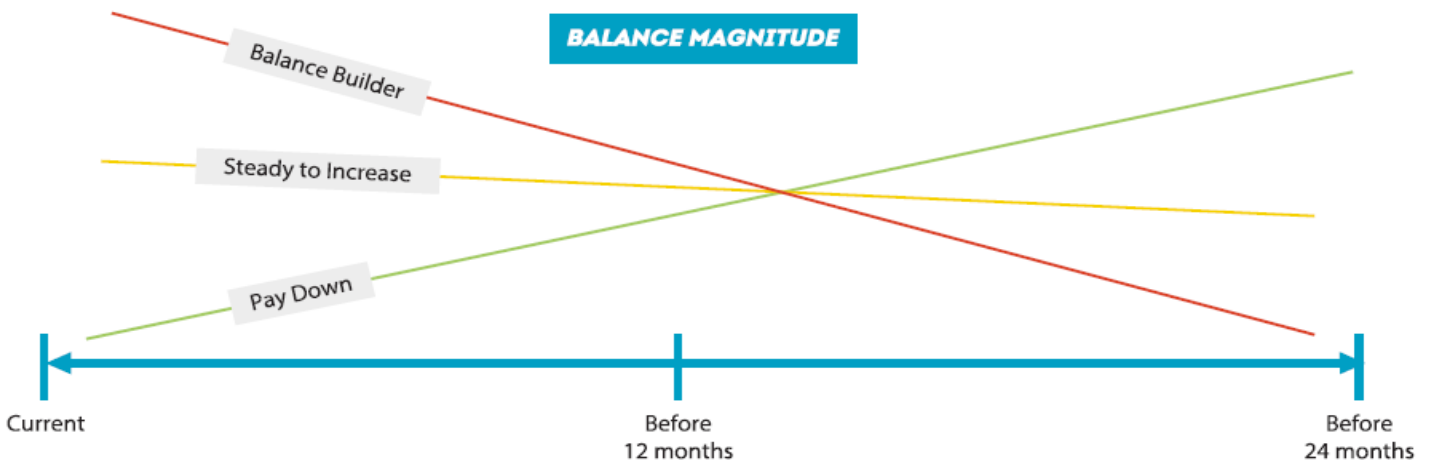 BALANCE MAGNITUDE
Balance Builder
Steady to Increase
Pay Down
Current
Before
12 months
Before
24 months